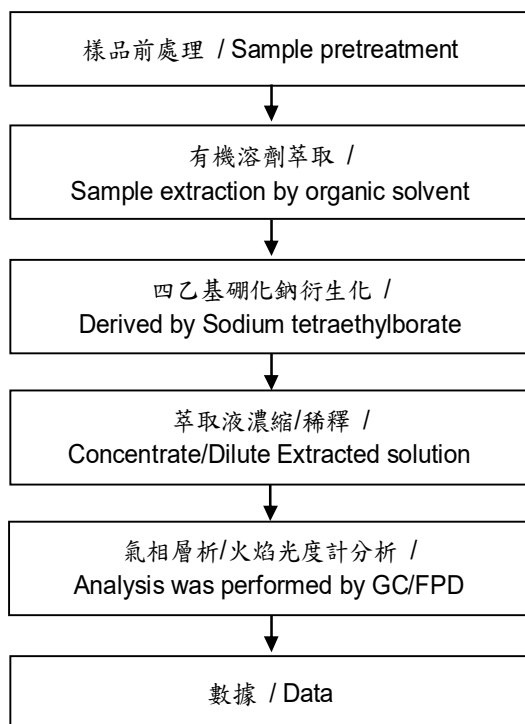 樣品前處理 / Sample pretreatment
有機溶劑萃取 /
Sample extraction by organic solvent
四乙基硼化鈉衍生化 /
Derived by Sodium tetraethylborate
萃取液濃縮/稀釋 /
Concentrate/Dilute Extracted solution
氣相層析/火焰光度計分析 /
Analysis was performed by GC/FPD
數據 / Data